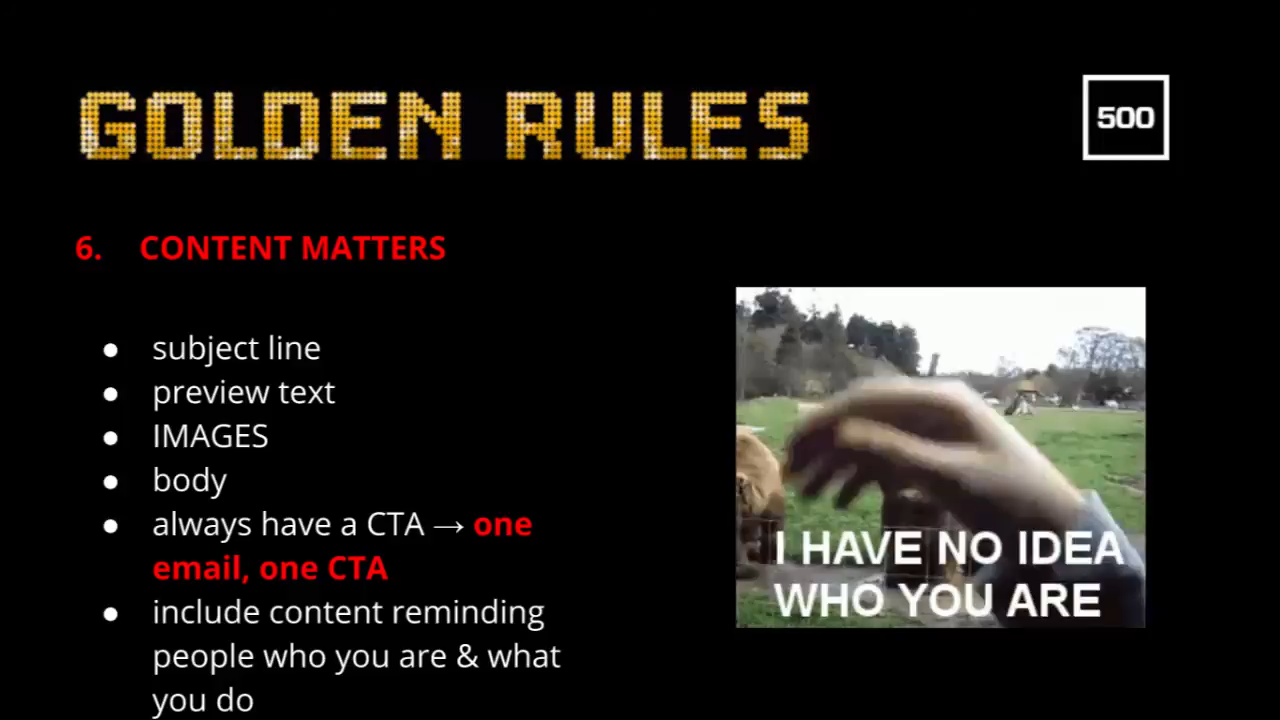 GOLDEN RULES
500
6. CONTENT MATTERS
● subject line
● preview text
● IMAGES
● body
● always have a CTA → one
email, one CTA
● include content reminding
people who you are & what
you do
I HAVE NO IDEA
WHO YOU ARE